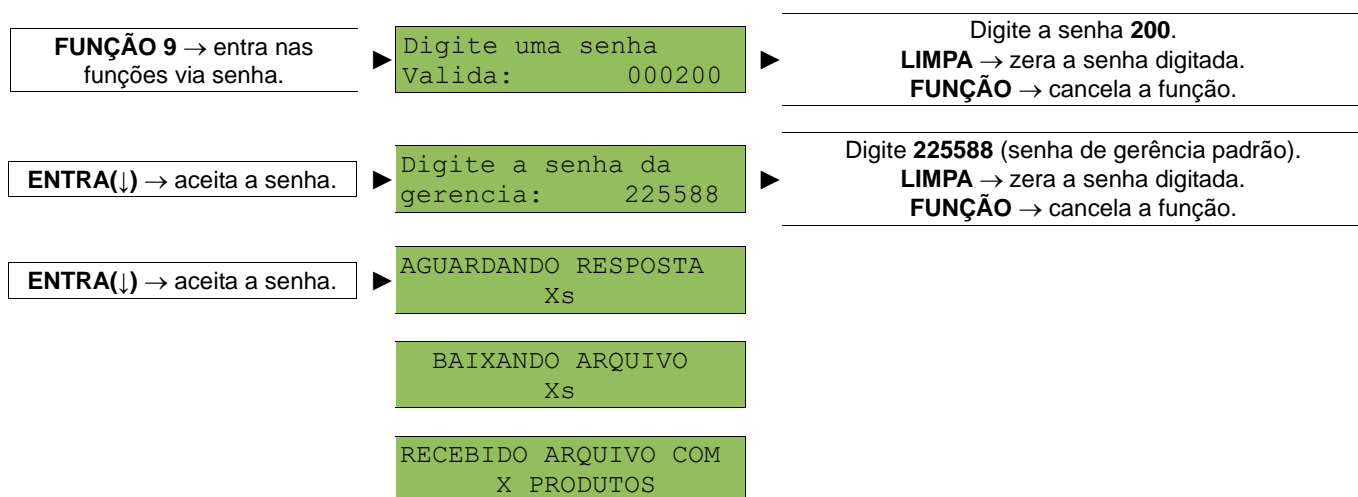 FUNÇÃO 9 → entra nas
funções via senha.
►
Digite uma senha
Valida: 000200
►
Digite a senha 200.
LIMPA → zera a senha digitada.
FUNÇÃO → cancela a função.
ENTRA(↓) → aceita a senha.
►
Digite a senha da
gerencia: 225588
►
Digite 225588 (senha de gerência padrão).
LIMPA → zera a senha digitada.
FUNÇÃO → cancela a função.
ENTRA(↓) → aceita a senha.
►
AGUARDANDO RESPOSTA
Xs
BAIXANDO ARQUIVO
Xs
RECEBIDO ARQUIVO COM
X PRODUTOS